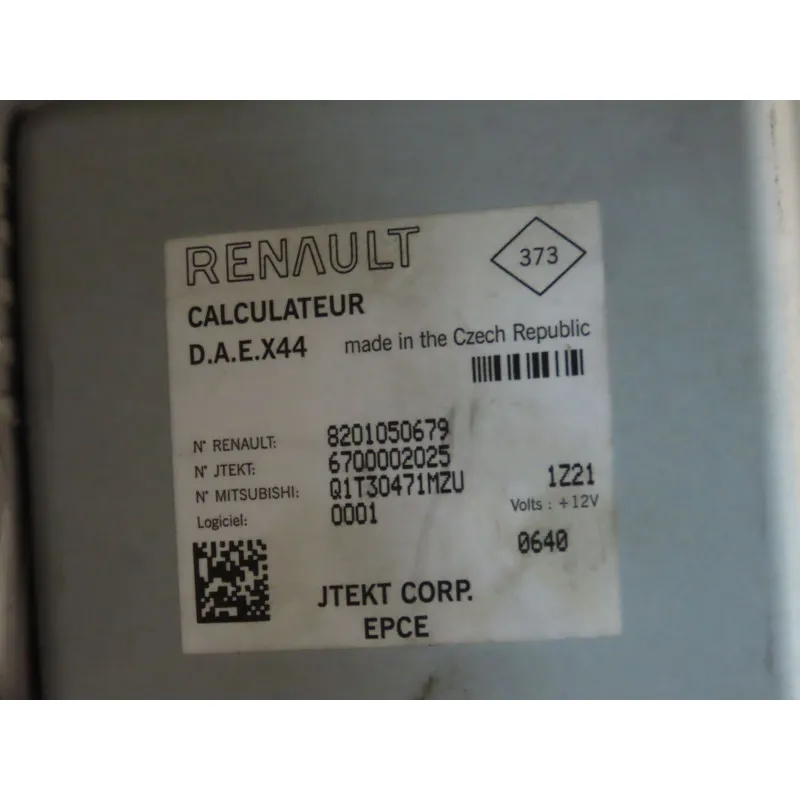 RENAULT
373
CALCULATEUR
D.A.E.X44 made in the Czech Republic
N° RENAULT: 8201050679
N° JTEKT: 6700002025
N° MITSUBISHI: Q1T30471MZU 1Z21
Logiciel: 0001 Volts : +12V
0640
JTEKT CORP.
EPCE